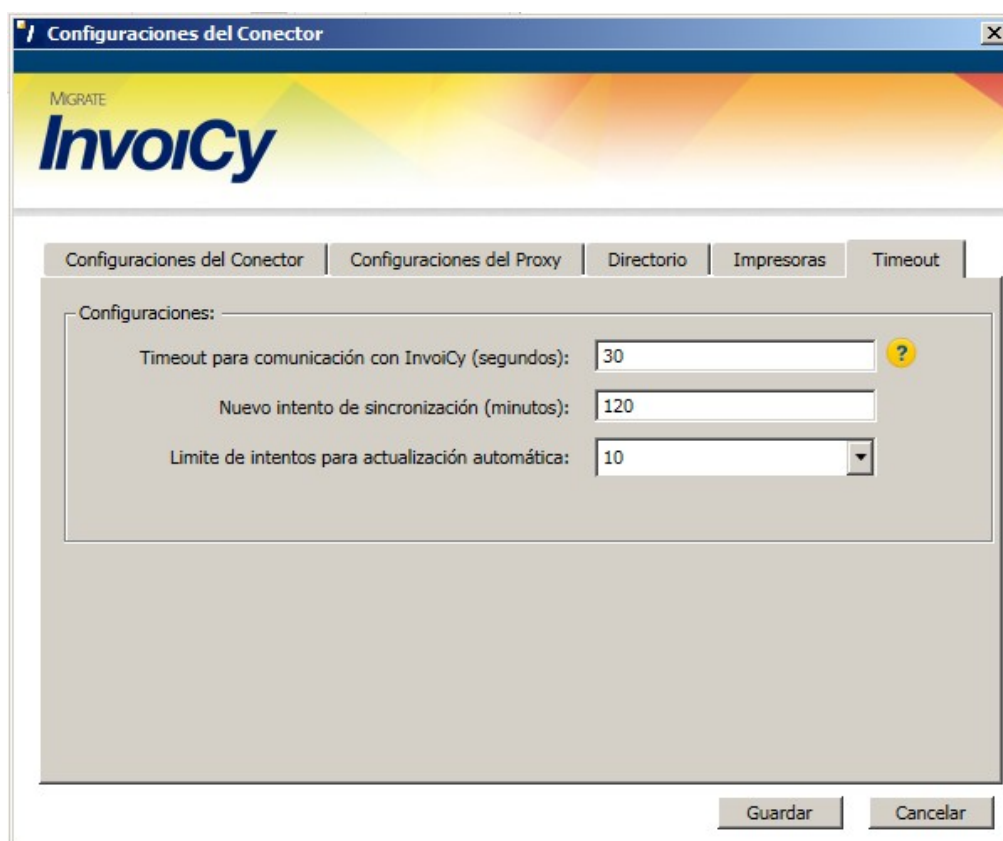 Configuraciones del Conector
MIGRATE
InvoiCy
Configuraciones del Conector Configuraciones del Proxy Directorio Impresoras Timeout
Configuraciones:
Timeout para comunicación con InvoiCy (segundos): 30 ?
Nuevo intento de sincronización (minutos): 120
Limite de intentos para actualización automática: 10
Guardar Cancelar